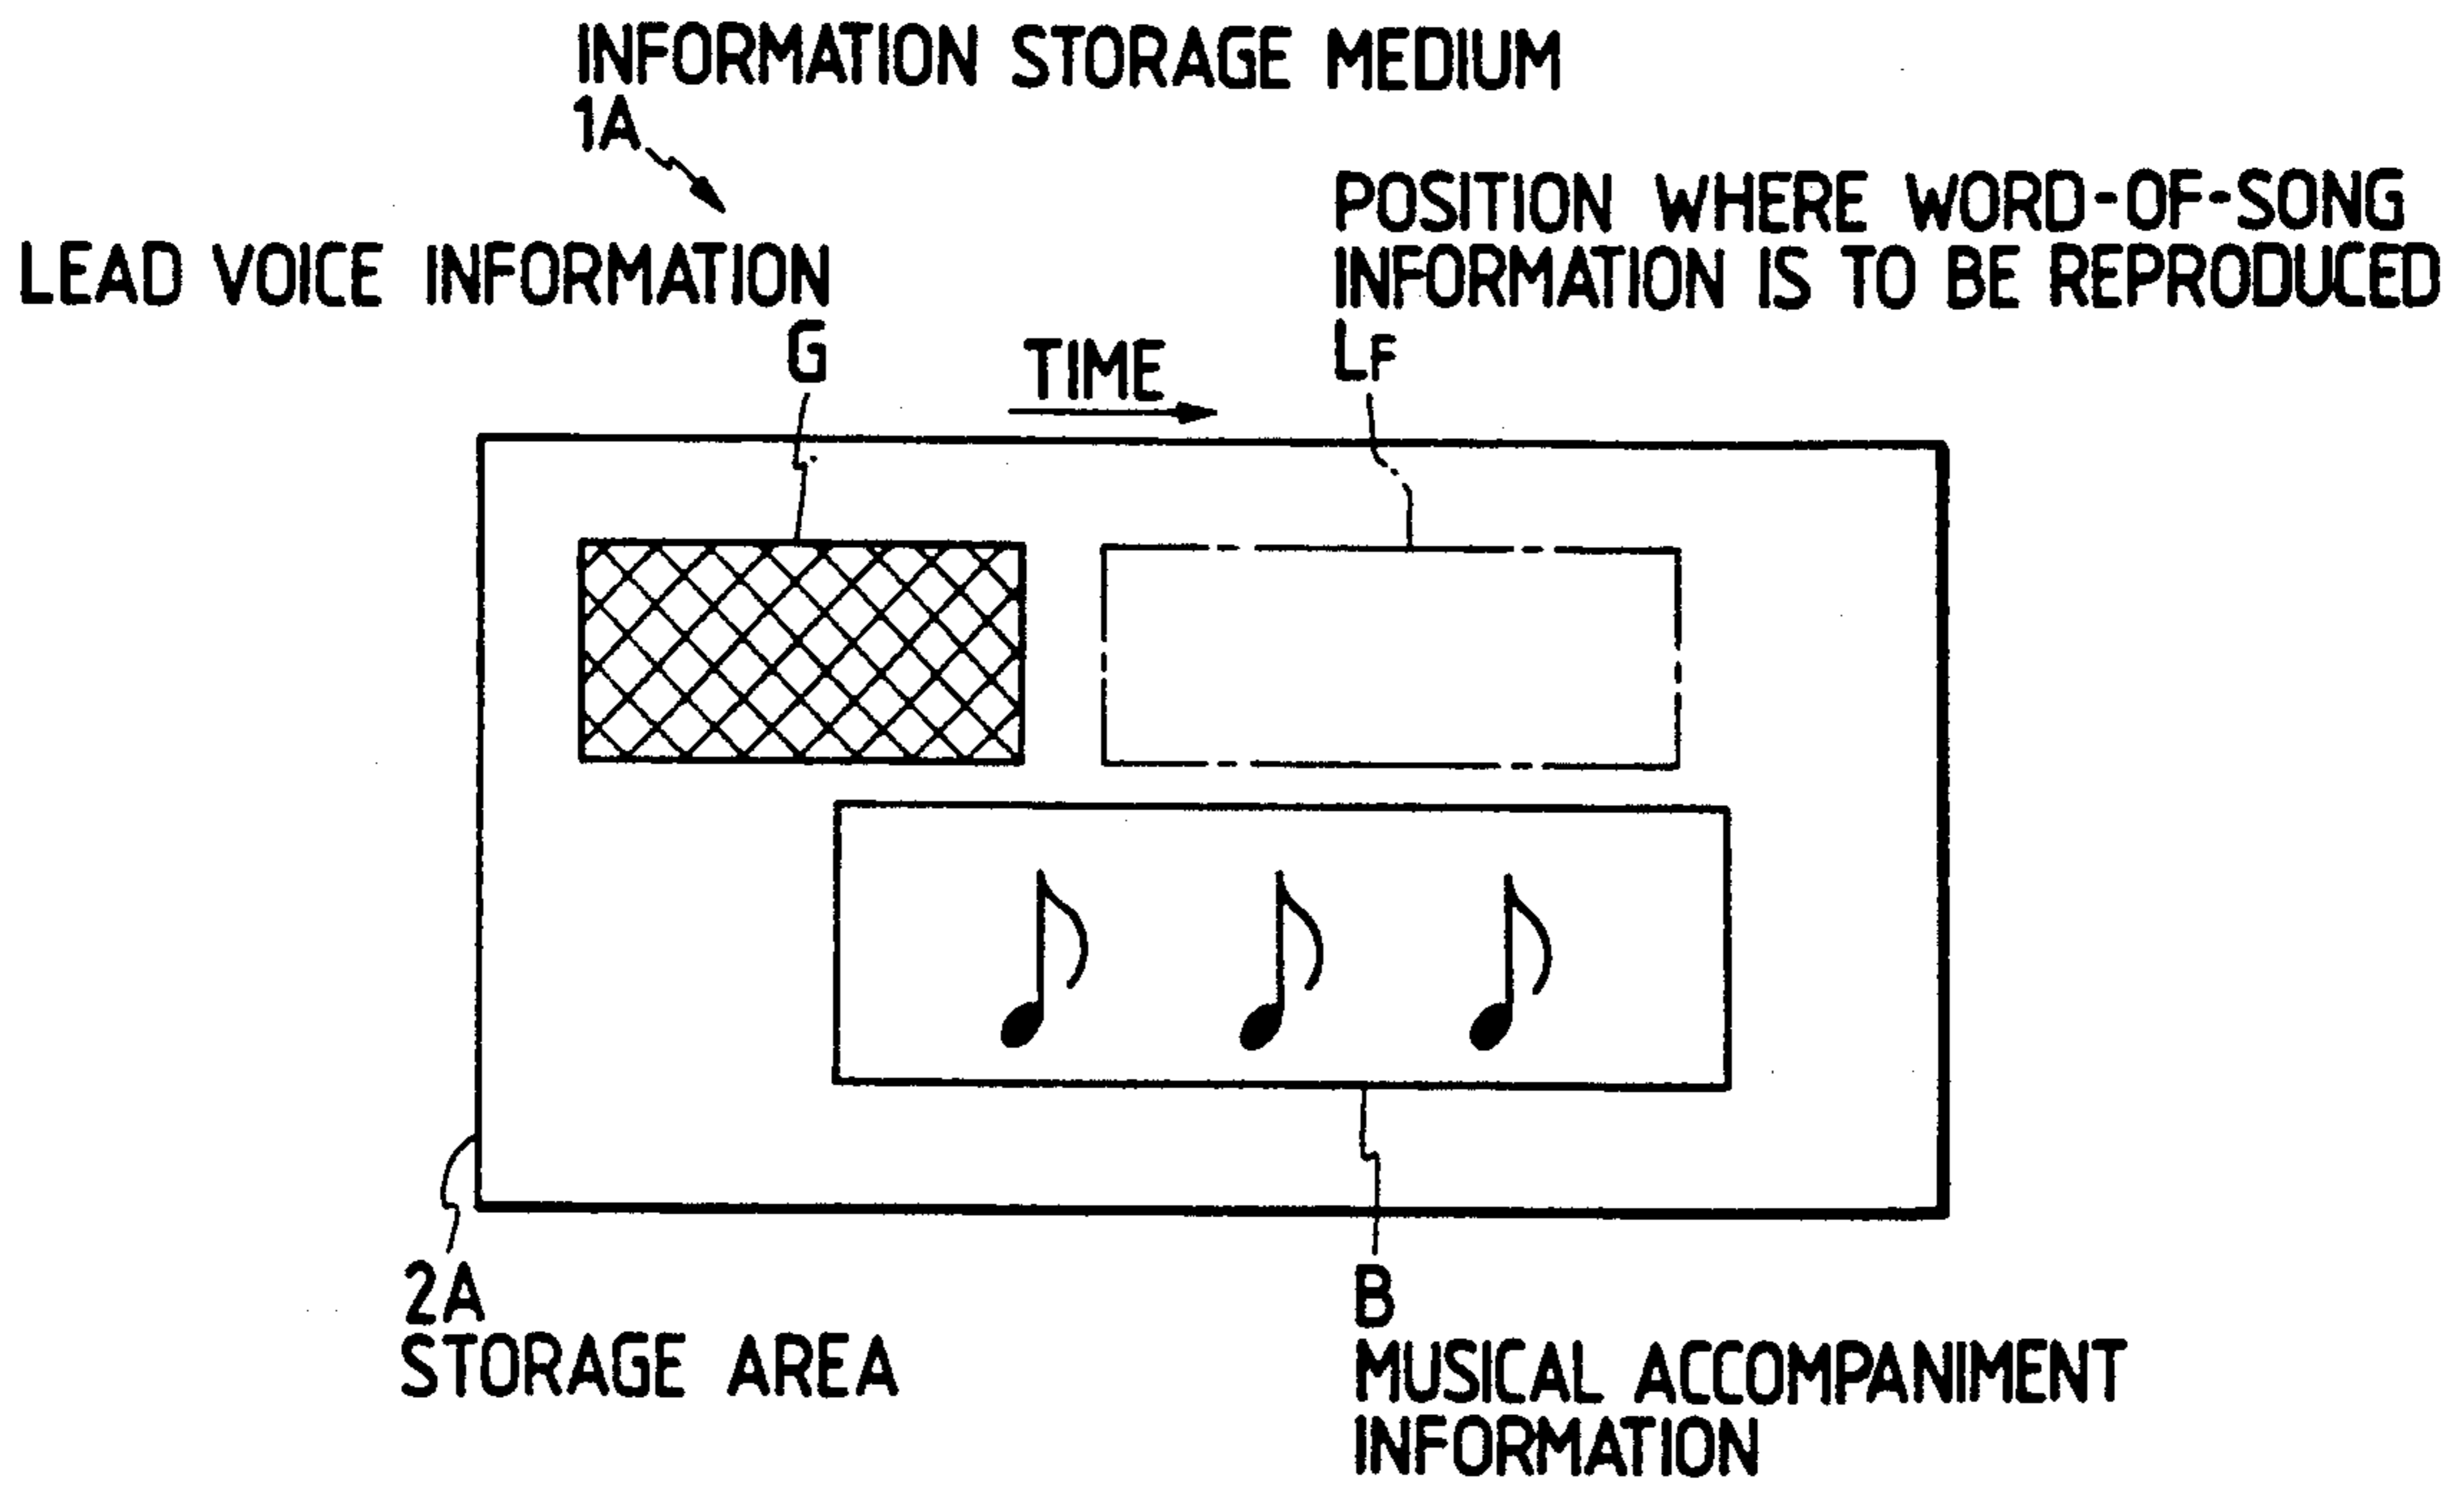 INFORMATION STORAGE MEDIUM
1A
LEAD VOICE INFORMATION
G
TIME
POSITION WHERE WORD-OF-SONG
INFORMATION IS TO BE REPRODUCED
LF
2A
STORAGE AREA
B
MUSICAL ACCOMPANIMENT
INFORMATION